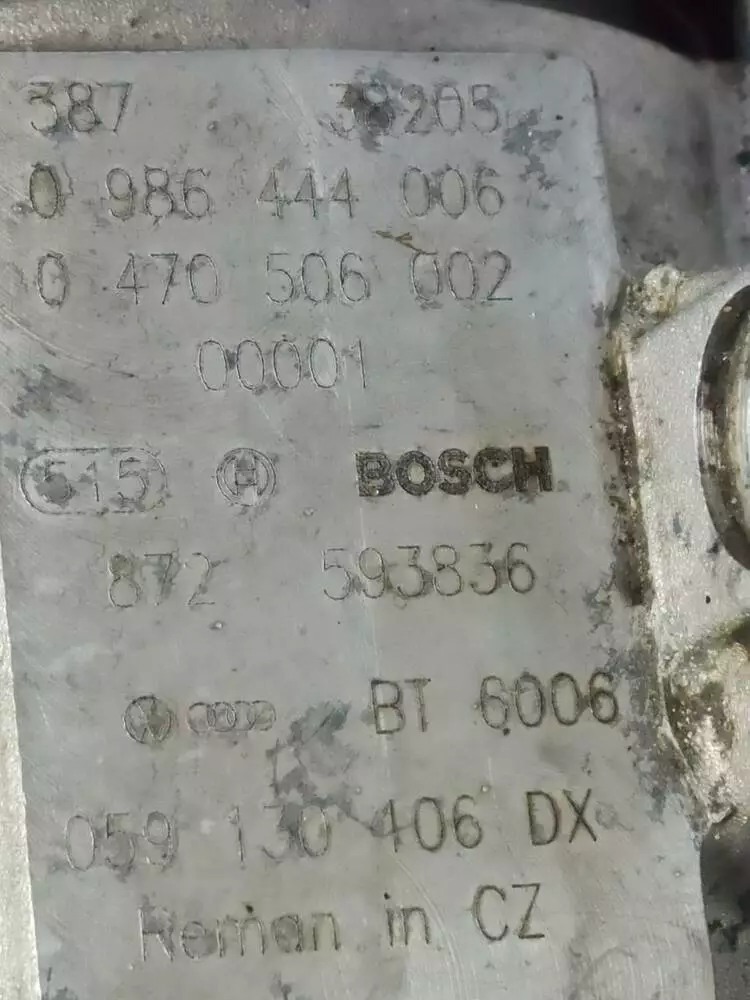 387 38205
0 986 444 006
0 470 506 002
00001
515 H BOSCH
872 593836
BT 6006
059 130 406 DX
Reman in CZ